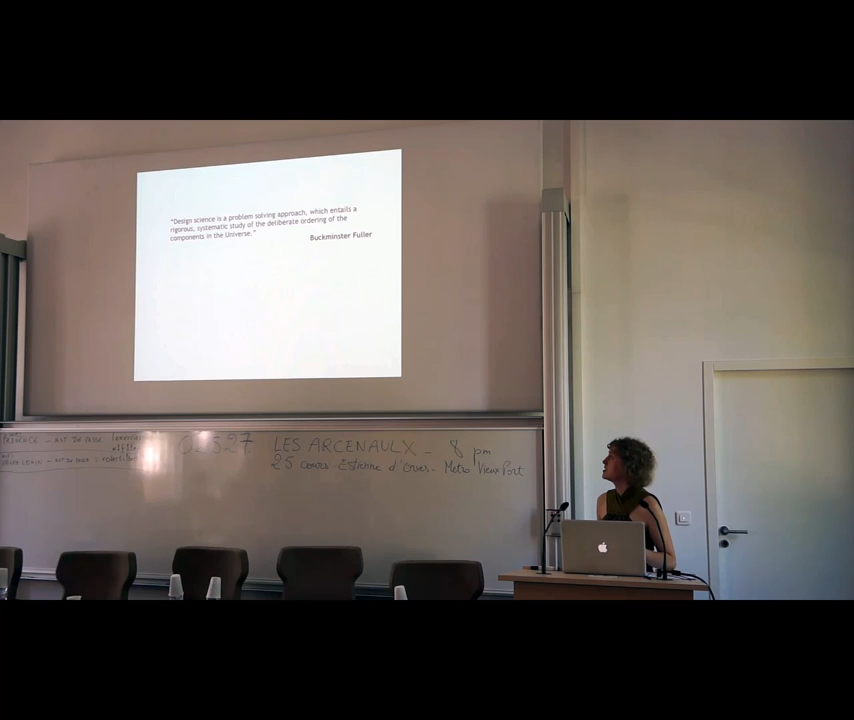 "Design science is a problem solving approach, which entails a
rigorous, systematic study of the deliberate ordering of the
components in the Universe."
Buckminster Fuller
LES ARCENAULX - 8 pm
25 cours Estienne d'Orves - Metro Vieux Port